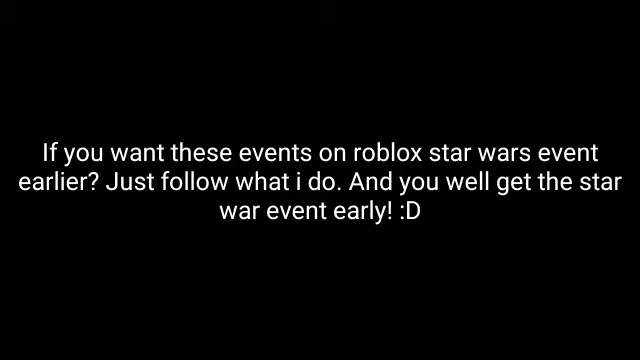 If you want these events on roblox star wars event
earlier? Just follow what i do. And you well get the star
war event early! :D